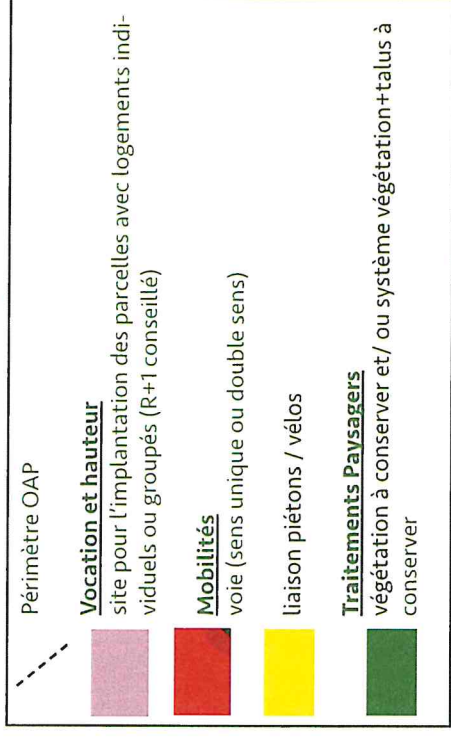 Périmètre OAP
Vocation et hauteur
site pour l'implantation des parcelles avec logements indi-
viduels ou groupés (R+1 conseillé)
Mobilités
voie (sens unique ou double sens)
liaison piétons / vélos
Traitements Paysagers
végétation à conserver et/ ou système végétation+talus à
conserver